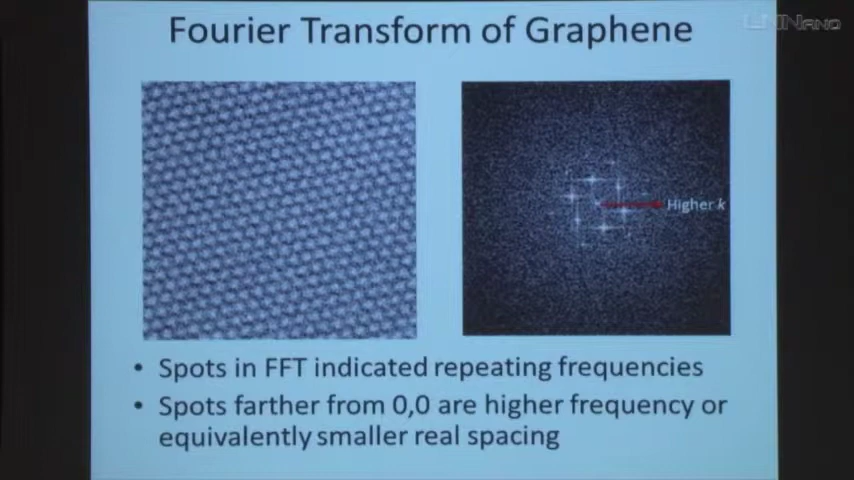 Fourier Transform of Graphene
Higher k
• Spots in FFT indicated repeating frequencies
• Spots farther from 0,0 are higher frequency or
equivalently smaller real spacing